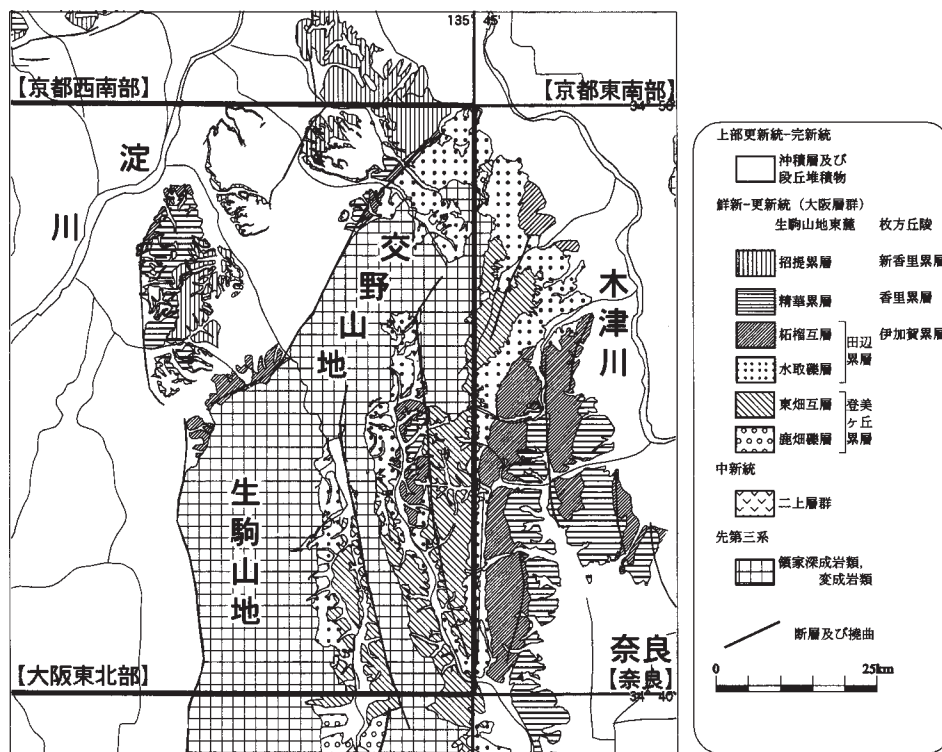 135° 45'
【京都西南部】
【京都東南部】
34° 50'
淀
川
交
野
山
地
木
津
川
生
駒
山
地
奈良
【大阪東北部】
【奈良】
34° 40'
上部更新統-完新統
沖積層及び
段丘堆積物
鮮新-更新統（大阪層群）
生駒山地東麓 枚方丘陵
招提累層 新香里累層
精華累層 香里累層
柘榴互層 田辺累層 伊加賀累層
水取礫層
東畑互層 登美ヶ丘累層
鹿畑礫層
中新統
二上層群
先第三系
領家深成岩類,
変成岩類
断層及び撓曲
0 25km